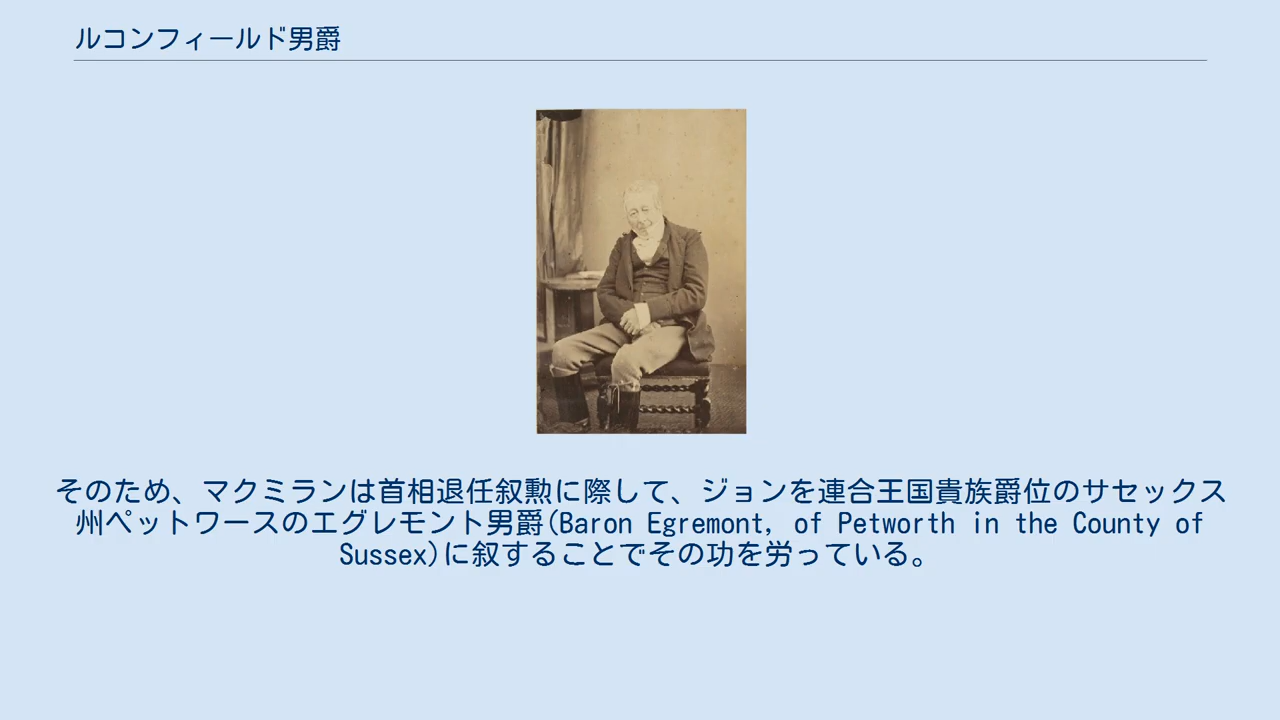 ルコンフィールド男爵
そのため、マクミランは首相退任叙勲に際して、ジョンを連合王国貴族爵位のサセックス
州ペットワースのエグレモント男爵(Baron Egremont, of Petworth in the County of
Sussex)に叙することでその功を労っている。